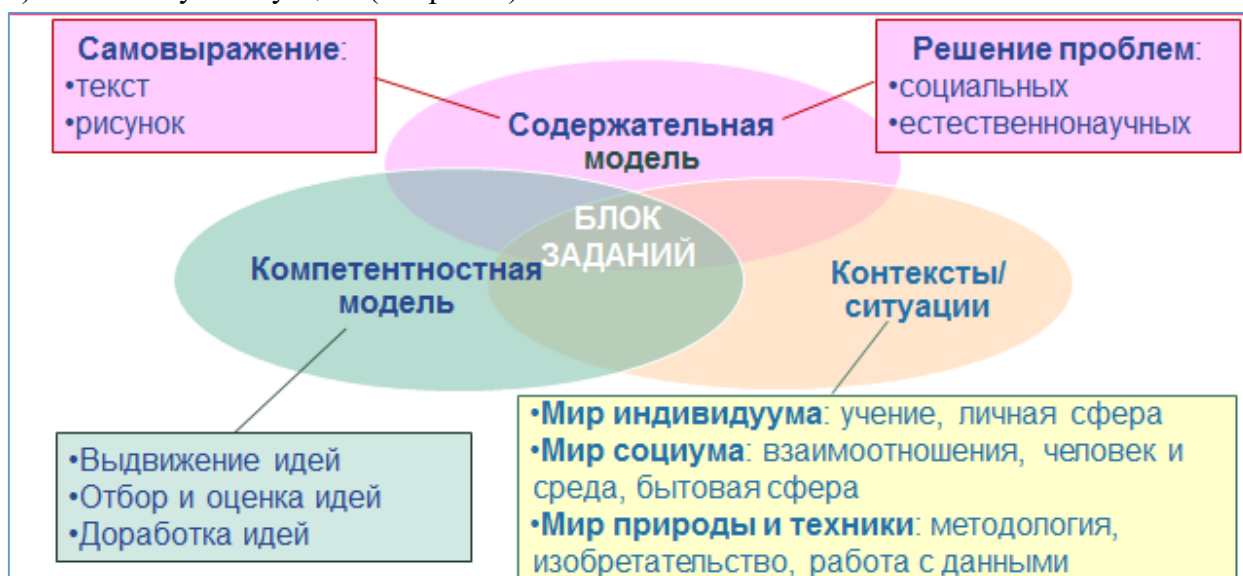 Самовыражение:
•текст
•рисунок
Решение проблем:
•социальных
•естественнонаучных
Содержательная
модель
БЛОК
ЗАДАНИЙ
Компетентностная
модель
Контексты/
ситуации
•Выдвижение идей
•Отбор и оценка идей
•Доработка идей
•Мир индивидуума: учение, личная сфера
•Мир социума: взаимоотношения, человек и
среда, бытовая сфера
•Мир природы и техники: методология,
изобретательство, работа с данными